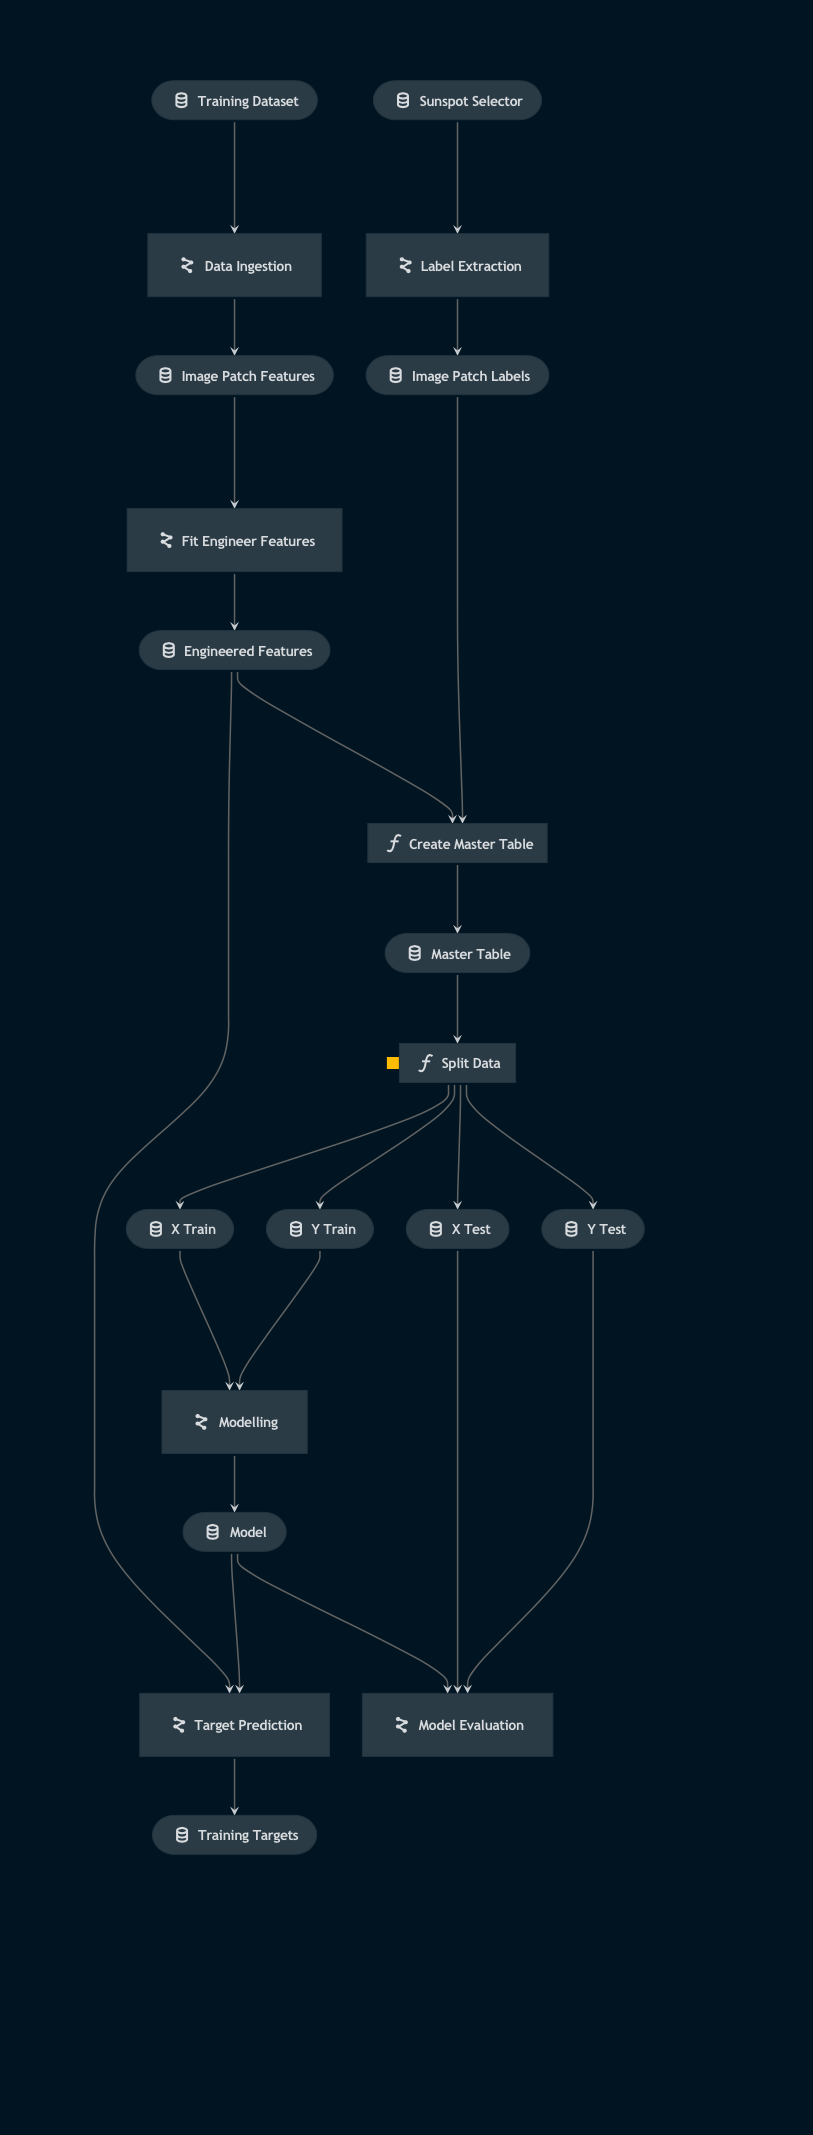 Training Dataset
Sunspot Selector
Data Ingestion
Label Extraction
Image Patch Features
Image Patch Labels
Fit Engineer Features
Engineered Features
Create Master Table
Master Table
Split Data
X Train
Y Train
X Test
Y Test
Modelling
Model
Target Prediction
Model Evaluation
Training Targets